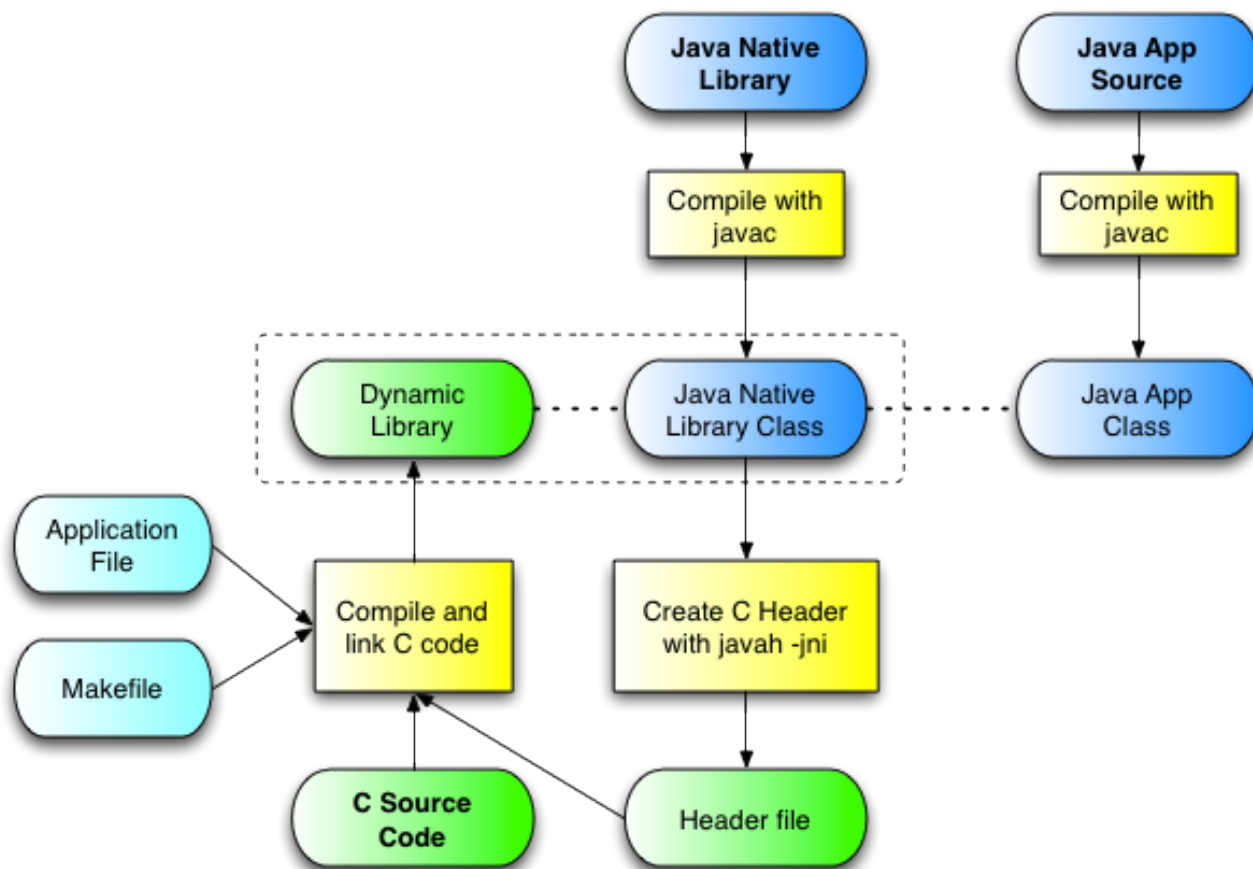 Java Native
Library
Java App
Source
Compile with
javac
Compile with
javac
Dynamic
Library
Java Native
Library Class
Java App
Class
Application
File
Compile and
link C code
Create C Header
with javah -jni
Makefile
C Source
Code
Header file